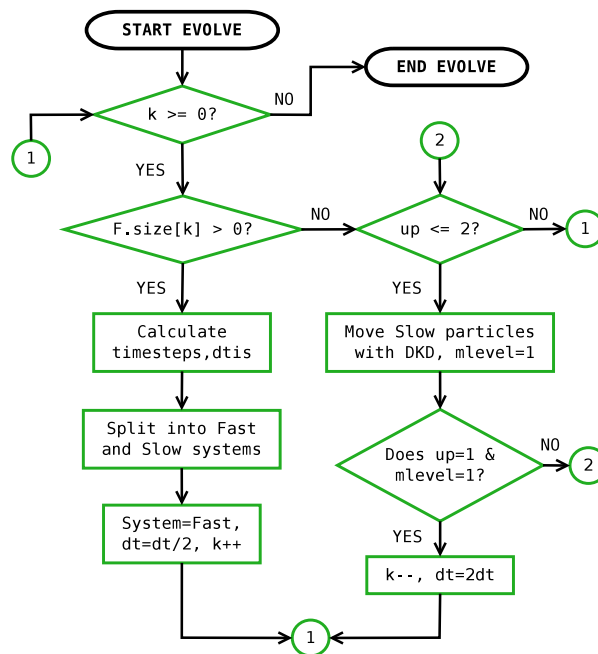 START EVOLVE
END EVOLVE
k >= 0?
NO
1
YES
2
F.size[k] > 0?
NO
up <= 2?
NO
1
YES
YES
Calculate
timesteps,dtis
Move Slow particles
with DKD, mlevel=1
Split into Fast
and Slow systems
Does up=1 &
mlevel=1?
NO
2
System=Fast,
dt=dt/2, k++
YES
k--, dt=2dt
1